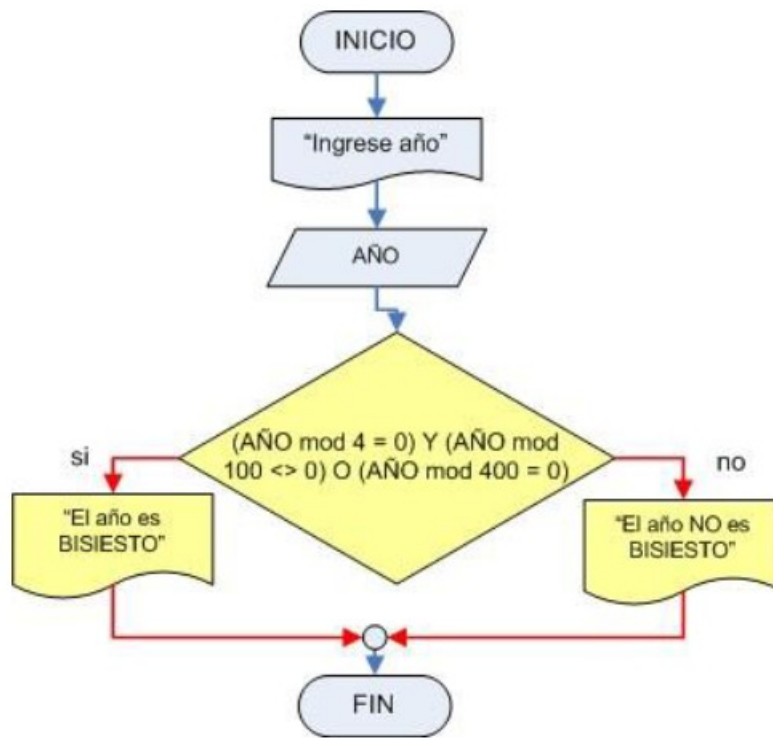 INICIO
“Ingrese año”
AÑO
(AÑO mod 4 = 0) Y (AÑO mod
100 <> 0) O (AÑO mod 400 = 0)
si
no
“El año es
BISIESTO”
“El año NO es
BISIESTO”
FIN